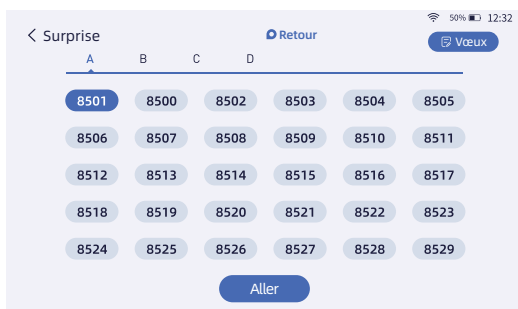 50% 12:32
Surprise Retour Vœux
A B C D
8501 8500 8502 8503 8504 8505
8506 8507 8508 8509 8510 8511
8512 8513 8514 8515 8516 8517
8518 8519 8520 8521 8522 8523
8524 8525 8526 8527 8528 8529
Aller